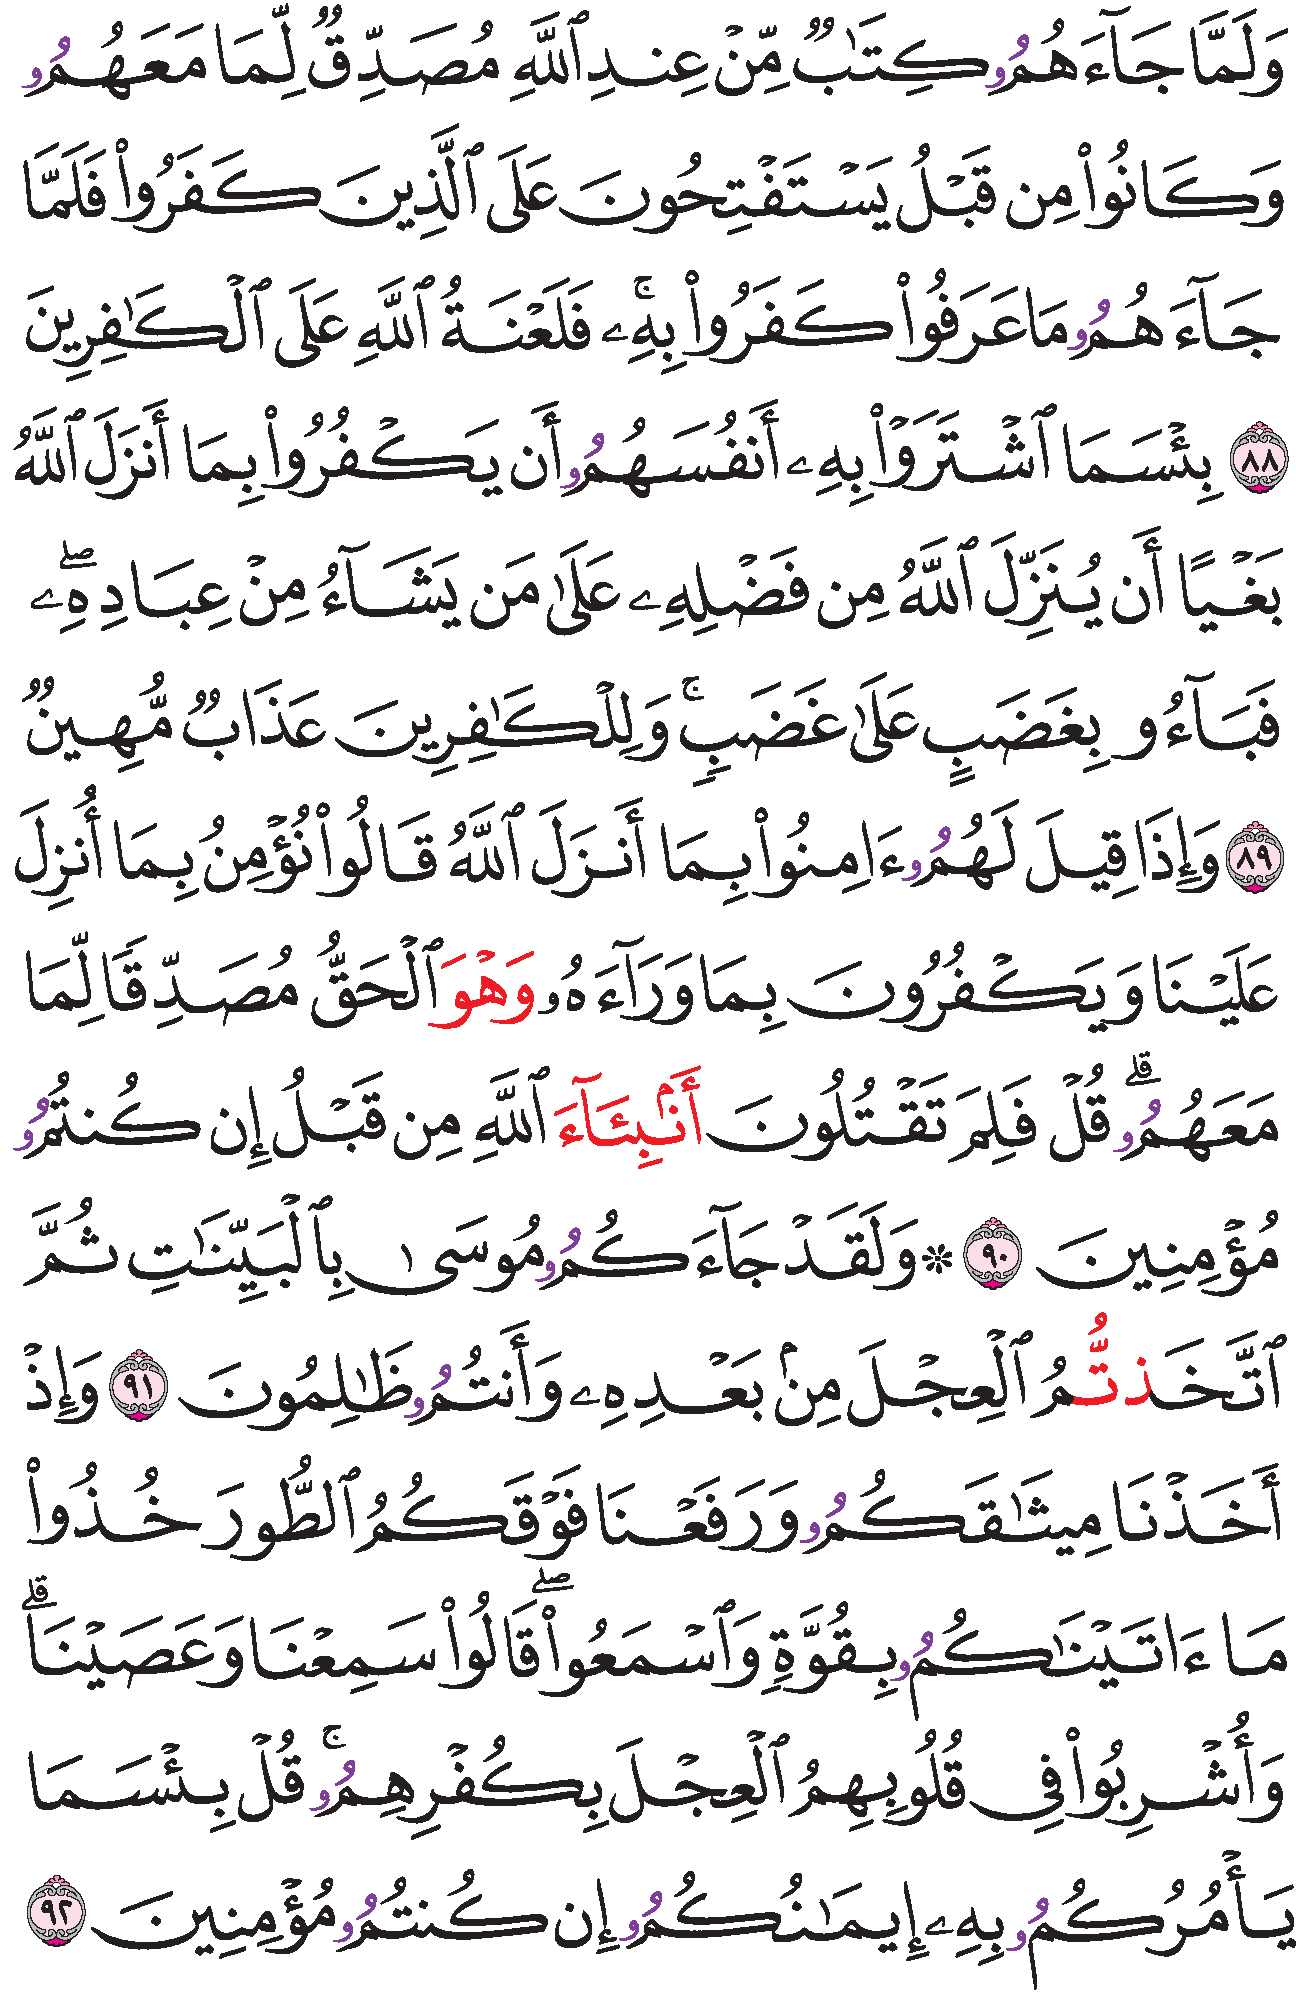 وَلَمَّا جَآءَهُمُۥ كِتَٰبٞ مِّنْ عِندِ ٱللَّهِ مُصَدِّقٞ لِّمَا مَعَهُمُۥ
وَكَانُواْ مِن قَبْلُ يَسْتَفْتِحُونَ عَلَى ٱلَّذِينَ كَفَرُواْ فَلَمَّا
جَآءَهُمُۥ مَا عَرَفُواْ كَفَرُواْ بِهِۦۚ فَلَعْنَةُ ٱللَّهِ عَلَى ٱلْكَٰفِرِينَ
٨٨ بِئْسَمَا ٱشْتَرَوْاْ بِهِۦ أَنفُسَهُمُۥ أَن يَكْفُرُواْ بِمَا أَنزَلَ ٱللَّهُ
بَغْيًا أَن يُنَزِّلَ ٱللَّهُ مِن فَضْلِهِۦ عَلَىٰ مَن يَشَآءُ مِنْ عِبَادِهِۦۖ
فَبَآءُو بِغَضَبٍ عَلَىٰ غَضَبٍۚ وَلِلْكَٰفِرِينَ عَذَابٞ مُّهِينٞ
٨٩ وَإِذَا قِيلَ لَهُمُۥ ءَامِنُواْ بِمَا أَنزَلَ ٱللَّهُ قَالُواْ نُؤْمِنُ بِمَا أُنزِلَ
عَلَيْنَا وَيَكْفُرُونَ بِمَا وَرَآءَهُۥ وَهْوَ ٱلْحَقُّ مُصَدِّقًا لِّمَا
مَعَهُمُۥۗ قُلْ فَلِمَ تَقْتُلُونَ أَنۢبِئَآءَ ٱللَّهِ مِن قَبْلُ إِن كُنتُمُۥ
مُؤْمِنِينَ ٩٠ ۞ وَلَقَدْ جَآءَكُمُۥ مُوسَىٰ بِالْبَيِّنَٰتِ ثُمَّ
ٱتَّخَذتُّمُ ٱلْعِجْلَ مِنۢ بَعْدِهِۦ وَأَنتُمُۥ ظَٰلِمُونَ ٩١ وَإِذْ
أَخَذْنَا مِيثَٰقَكُمُۥ وَرَفَعْنَا فَوْقَكُمُ ٱلطُّورَ خُذُواْ
مَا ءَاتَيْنَٰكُمُۥ بِقُوَّةٍ وَٱسْمَعُواْۖ قَالُواْ سَمِعْنَا وَعَصَيْنَاۗ
وَأُشْرِبُواْ فِي قُلُوبِهِمُ ٱلْعِجْلَ بِكُفْرِهِمُۥۚ قُلْ بِئْسَمَا
يَأْمُرُكُمُۥ بِهِۦ إِيمَٰنُكُمُۥ إِن كُنتُمُۥ مُؤْمِنِينَ ٩٢